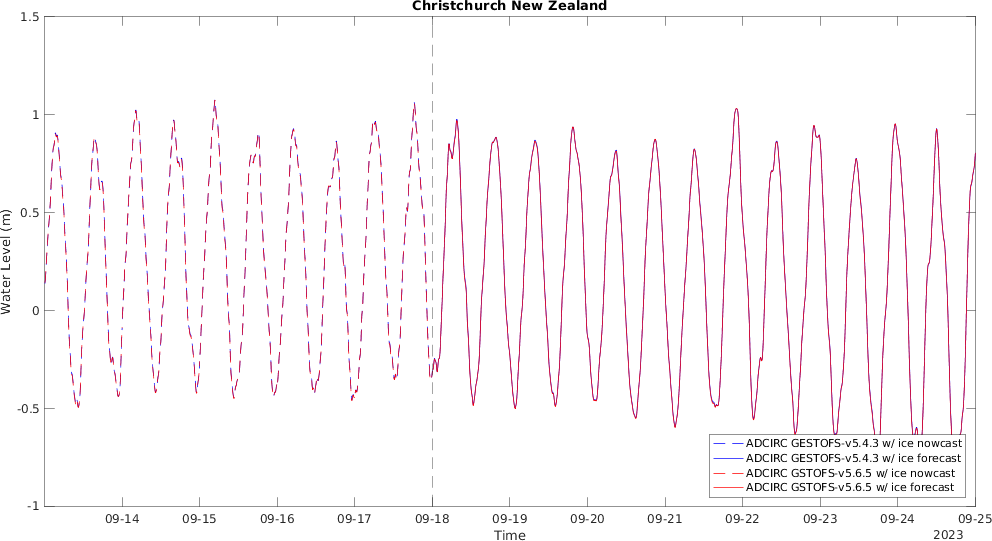 Christchurch New Zealand
1.5
1
0.5
0
-0.5
-1
Water Level (m)
09-14
09-15
09-16
09-17
09-18
09-19
09-20
09-21
09-22
09-23
09-24
09-25
Time
2023
ADCIRC GESTOFS-v5.4.3 w/ ice nowcast
ADCIRC GESTOFS-v5.4.3 w/ ice forecast
ADCIRC GSTOFS-v5.6.5 w/ ice nowcast
ADCIRC GSTOFS-v5.6.5 w/ ice forecast